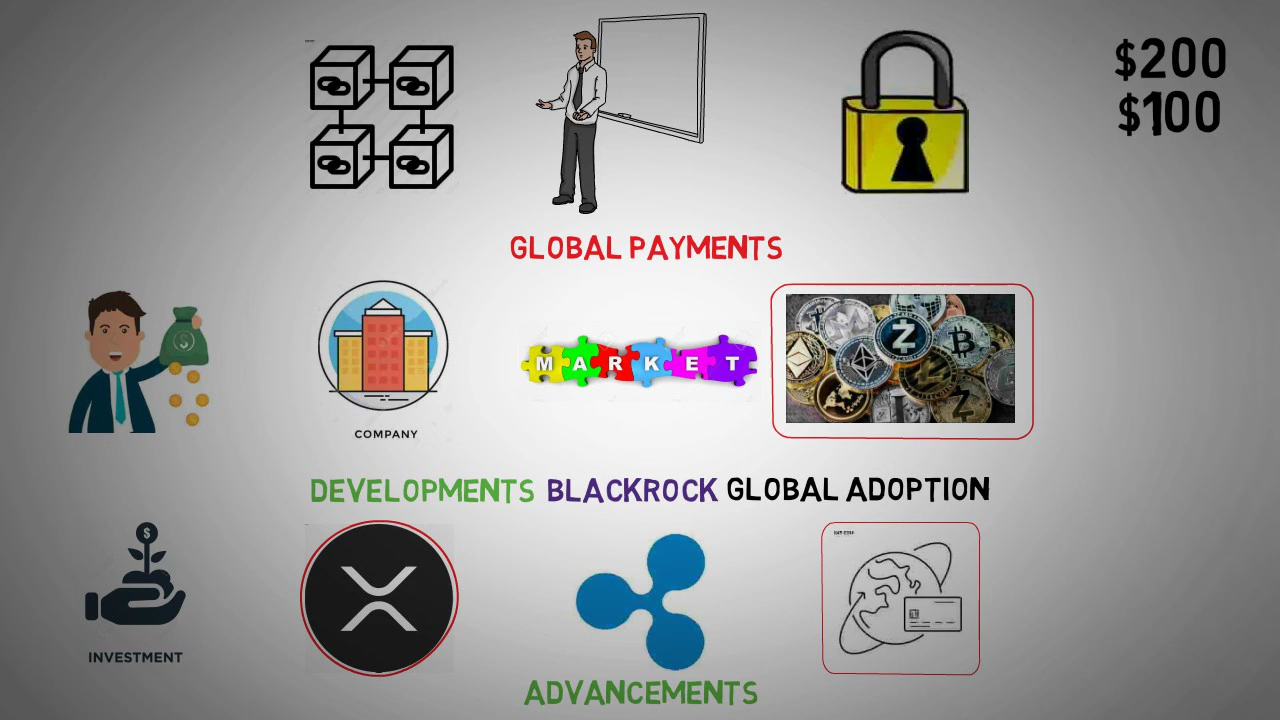 $200
$100
GLOBAL PAYMENTS
MARKET
COMPANY
DEVELOPMENTS BLACKROCK GLOBAL ADOPTION
INVESTMENT
ADVANCEMENTS